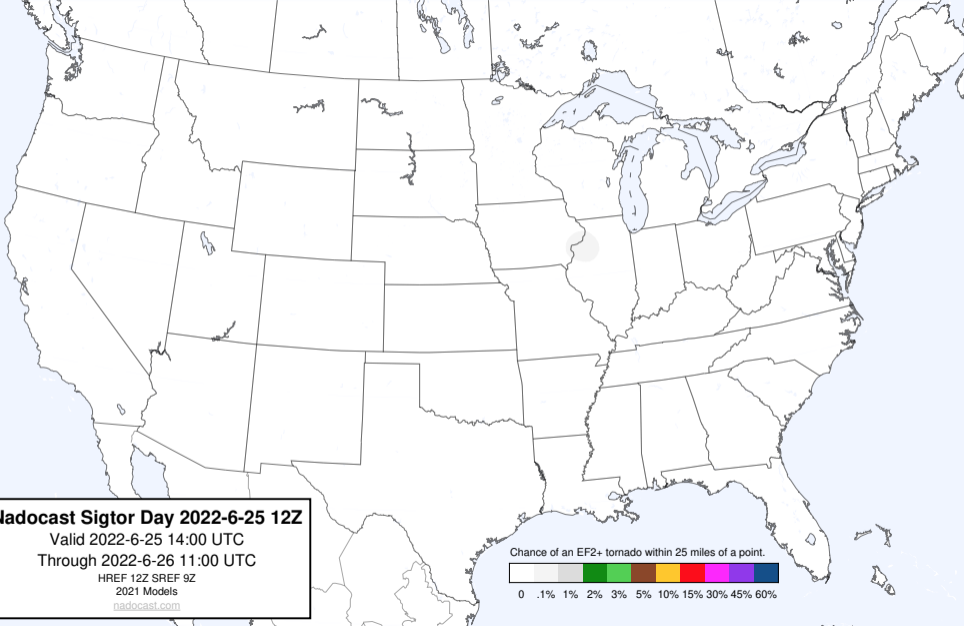 Nadocast Sigtor Day 2022-6-25 12Z
Valid 2022-6-25 14:00 UTC
Through 2022-6-26 11:00 UTC
HREF 12Z SREF 9Z
2021 Models
nadocast.com
Chance of an EF2+ tornado within 25 miles of a point.
0 .1% 1% 2% 3% 5% 10% 15% 30% 45% 60%